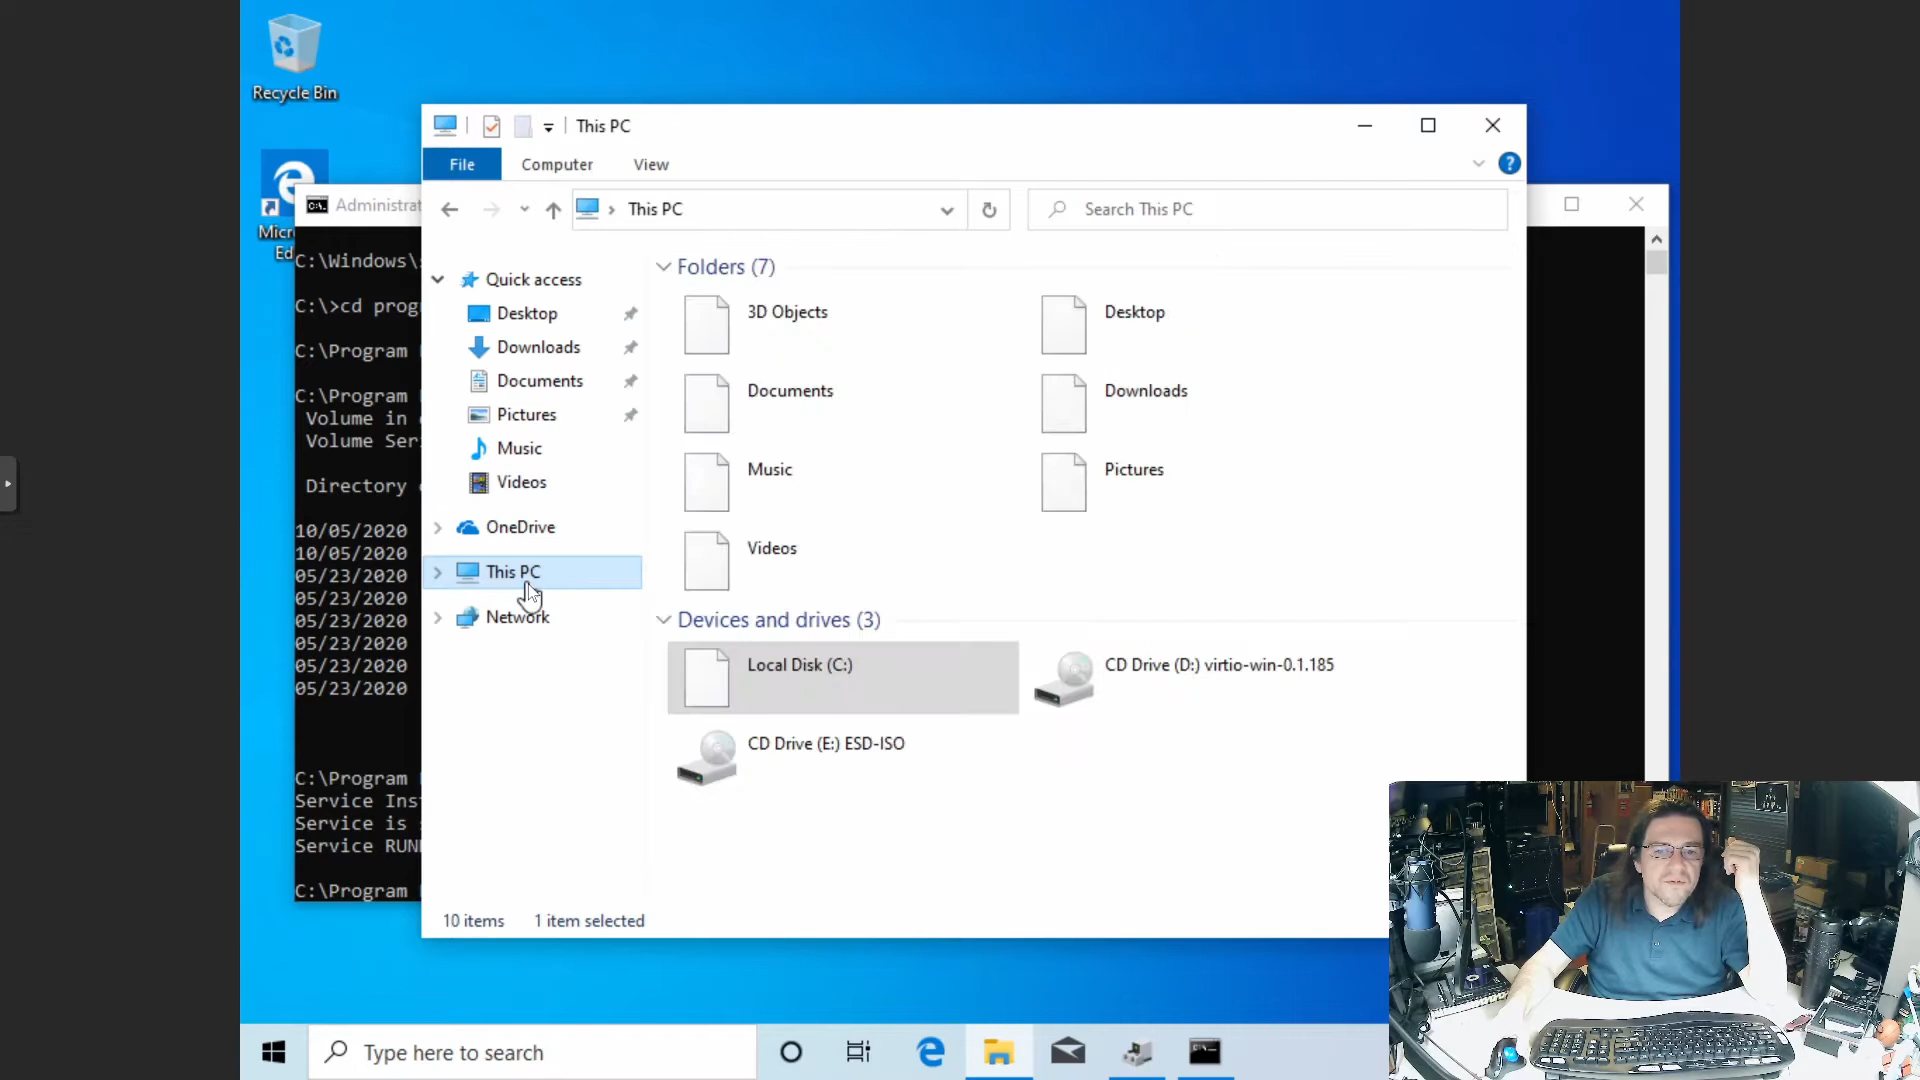 Recycle Bin
This PC
File
Computer
View
Administrat
This PC
Search This PC
Micr
Ed
C:\Windows\
C:\>cd prog
C:\Program
C:\Program
Volume in
Volume Ser
Directory
10/05/2020
10/05/2020
05/23/2020
05/23/2020
05/23/2020
05/23/2020
05/23/2020
05/23/2020
C:\Program
Service Ins
Service is
Service RUN
C:\Program
Quick access
Desktop
Downloads
Documents
Pictures
Music
Videos
OneDrive
This PC
Network
Folders (7)
3D Objects
Desktop
Documents
Downloads
Music
Pictures
Videos
Devices and drives (3)
Local Disk (C:)
CD Drive (D:) virtio-win-0.1.185
CD Drive (E:) ESD-ISO
10 items
1 item selected
Type here to search